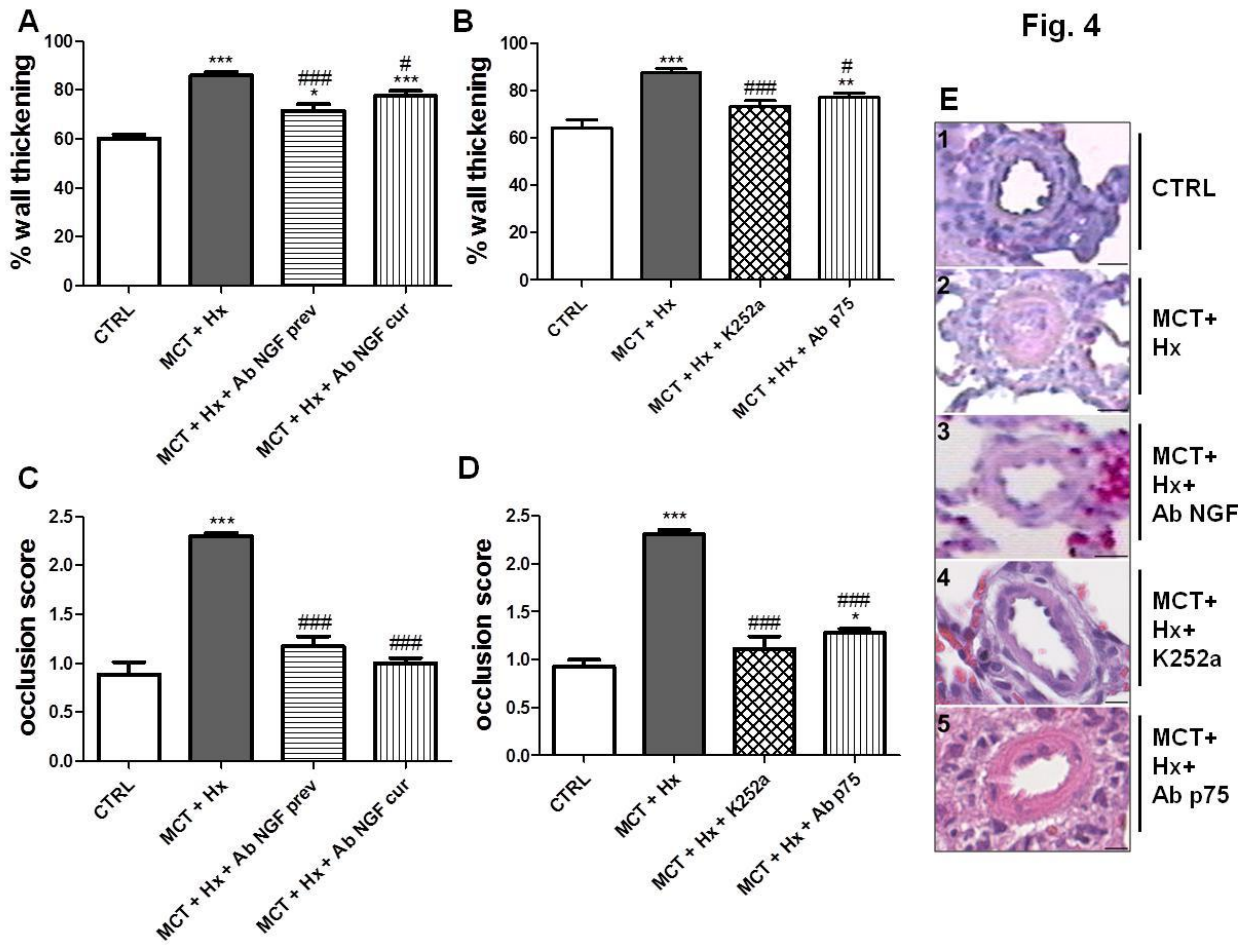 Fig. 4
A
% wall thickening
100
80
60
40
20
0
***
###
*
#
***
CTRL
MCT + Hx
MCT + Hx + Ab NGF prev
MCT + Hx + Ab NGF cur
B
% wall thickening
100
80
60
40
20
0
***
###
#
**
CTRL
MCT + Hx
MCT + Hx + K252a
MCT + Hx + Ab p75
C
occlusion score
2.5
2.0
1.5
1.0
0.5
0.0
***
###
###
CTRL
MCT + Hx
MCT + Hx + Ab NGF prev
MCT + Hx + Ab NGF cur
D
occlusion score
2.5
2.0
1.5
1.0
0.5
0.0
***
###
###
*
CTRL
MCT + Hx
MCT + Hx + K252a
MCT + Hx + Ab p75
E
1
CTRL
2
MCT+
Hx
3
MCT+
Hx+
Ab NGF
4
MCT+
Hx+
K252a
5
MCT+
Hx+
Ab p75